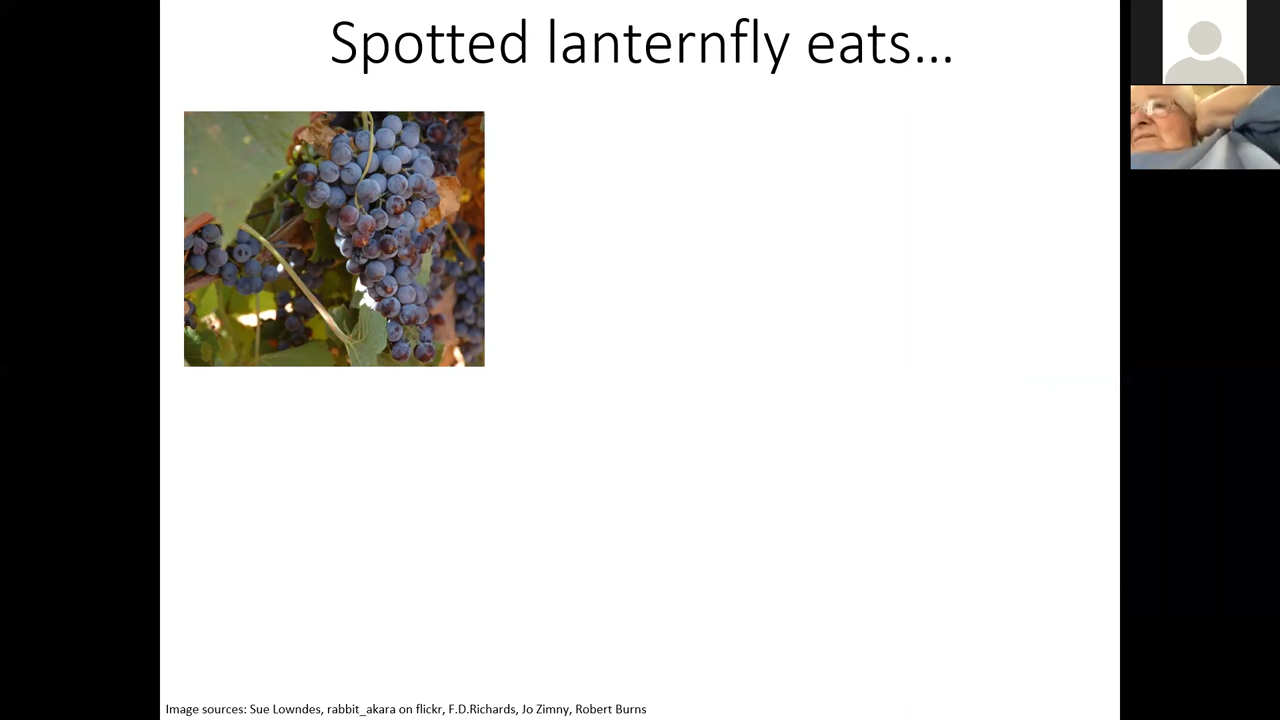 Spotted lanternfly eats...
Image sources: Sue Lowndes, rabbit_akara on flickr, F.D.Richards, Jo Zimny, Robert Burns